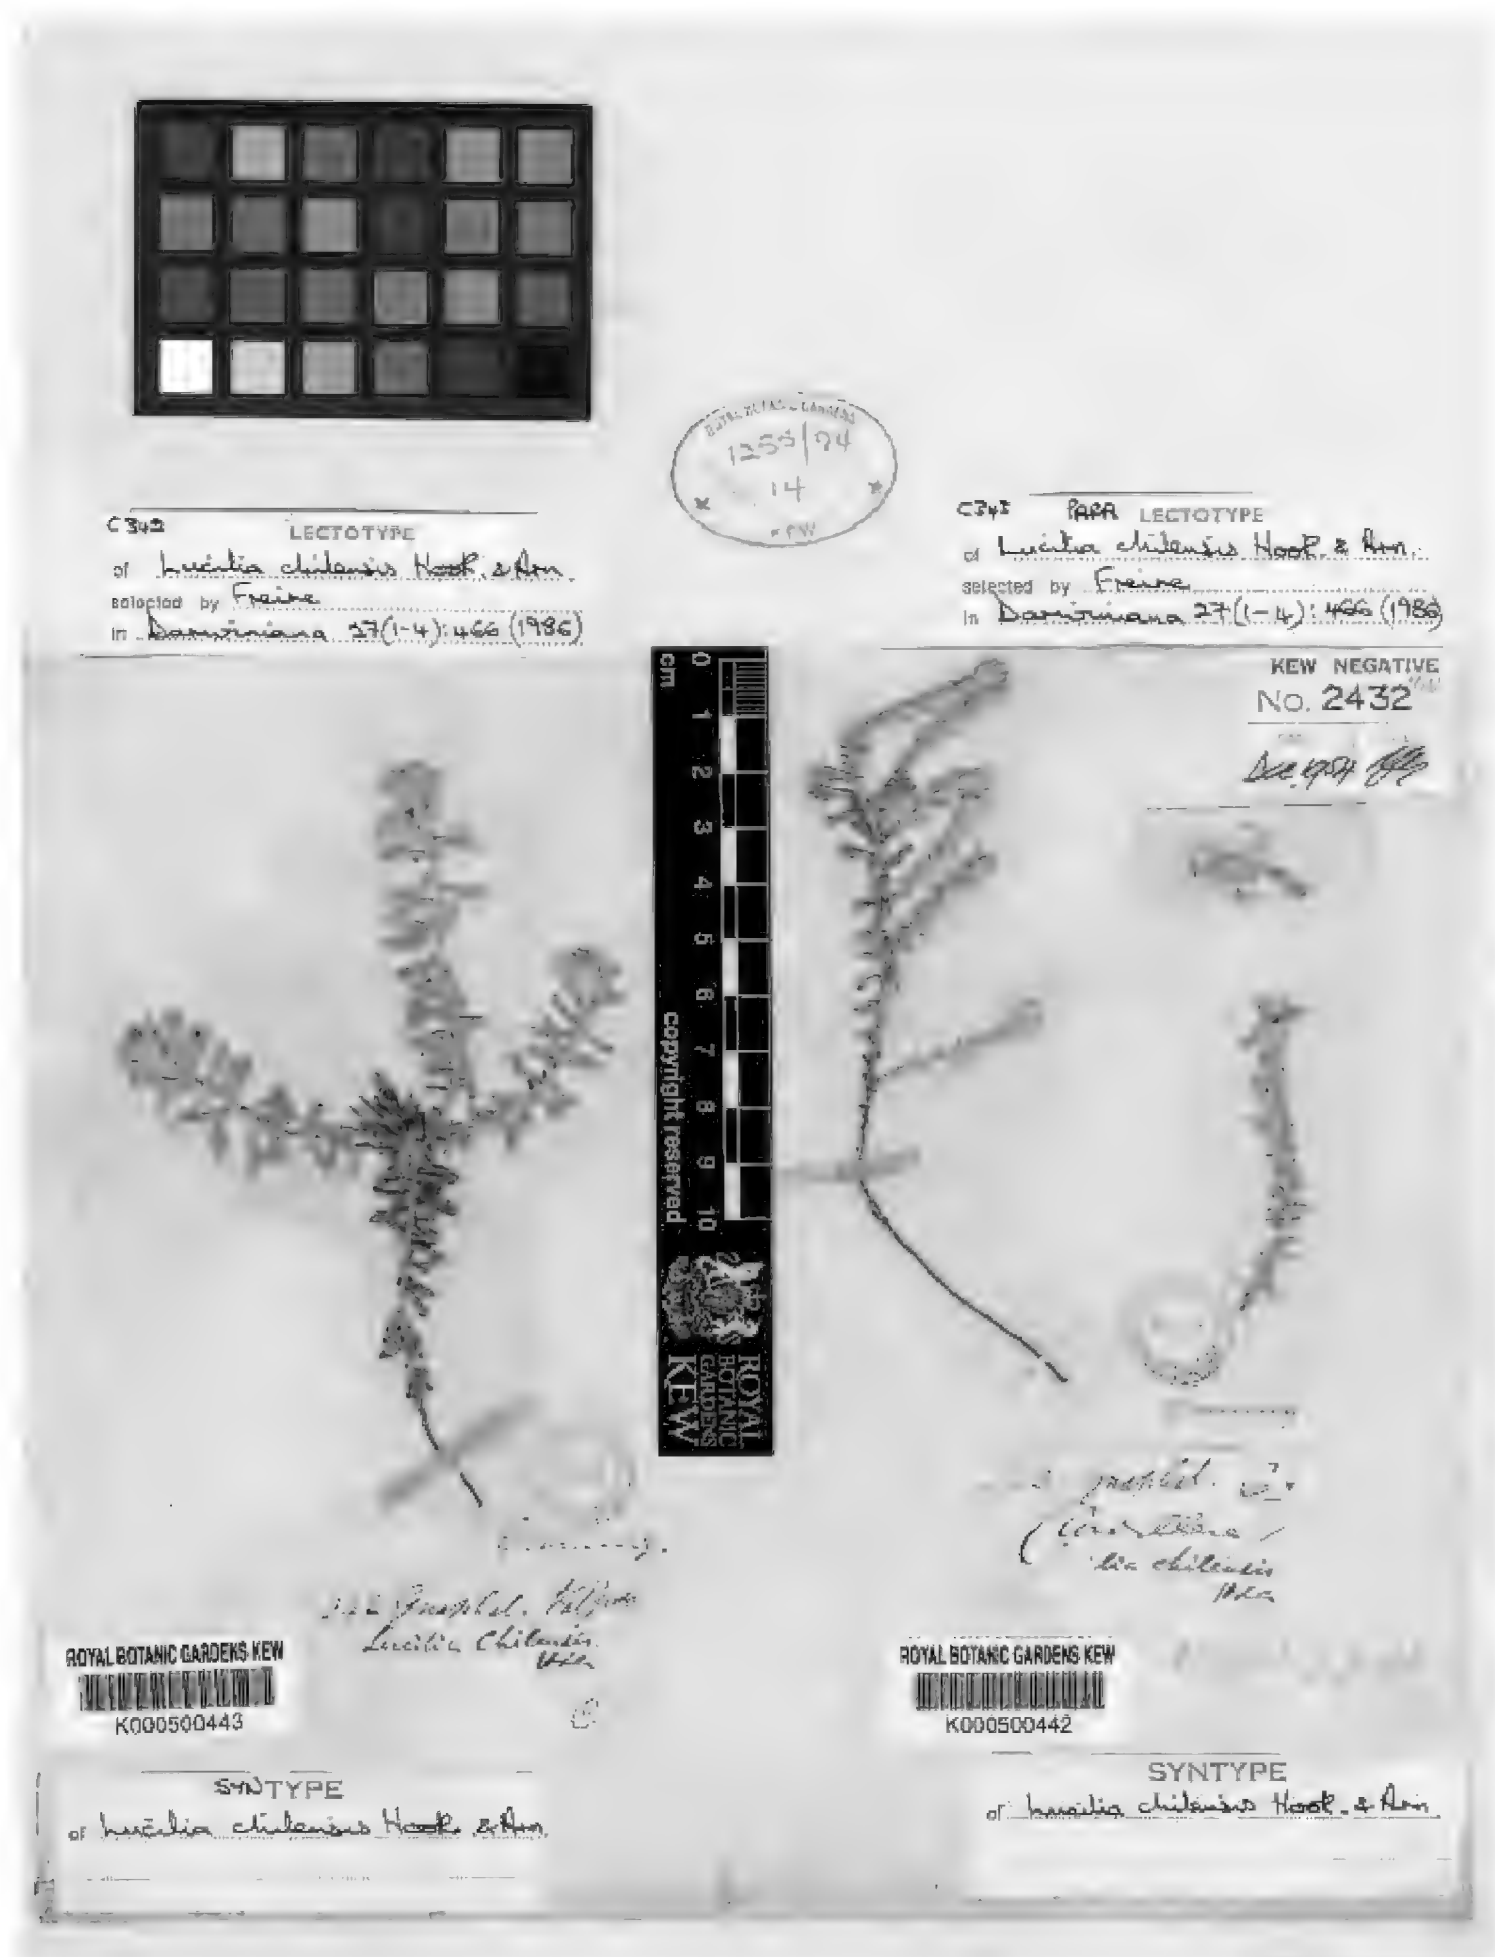 ROYAL BOTANIC GARDENS
1255/94
14
KEW
C342 LECTOTYPE
of Lucilia chilensis Hook. & Arn.
selected by Freire
in Darwiniana 27(1-4): 466 (1986)
C343 PARA LECTOTYPE
of Lucilia chilensis Hook. & Arn.
selected by Freire
in Darwiniana 27(1-4): 466 (1986)
KEW NEGATIVE
No. 2432
cm 0 1 2 3 4 5 6 7 8 9 10
copyright reserved
ROYAL
BOTANIC
GARDENS
KEW
Lucilia Chilensis
H&A
chilensis
H&A
ROYAL BOTANIC GARDENS KEW
K000500443
ROYAL BOTANIC GARDENS KEW
K000500442
SYNTYPE
of Lucilia chilensis Hook. & Arn.
SYNTYPE
of Lucilia chilensis Hook. & Arn.